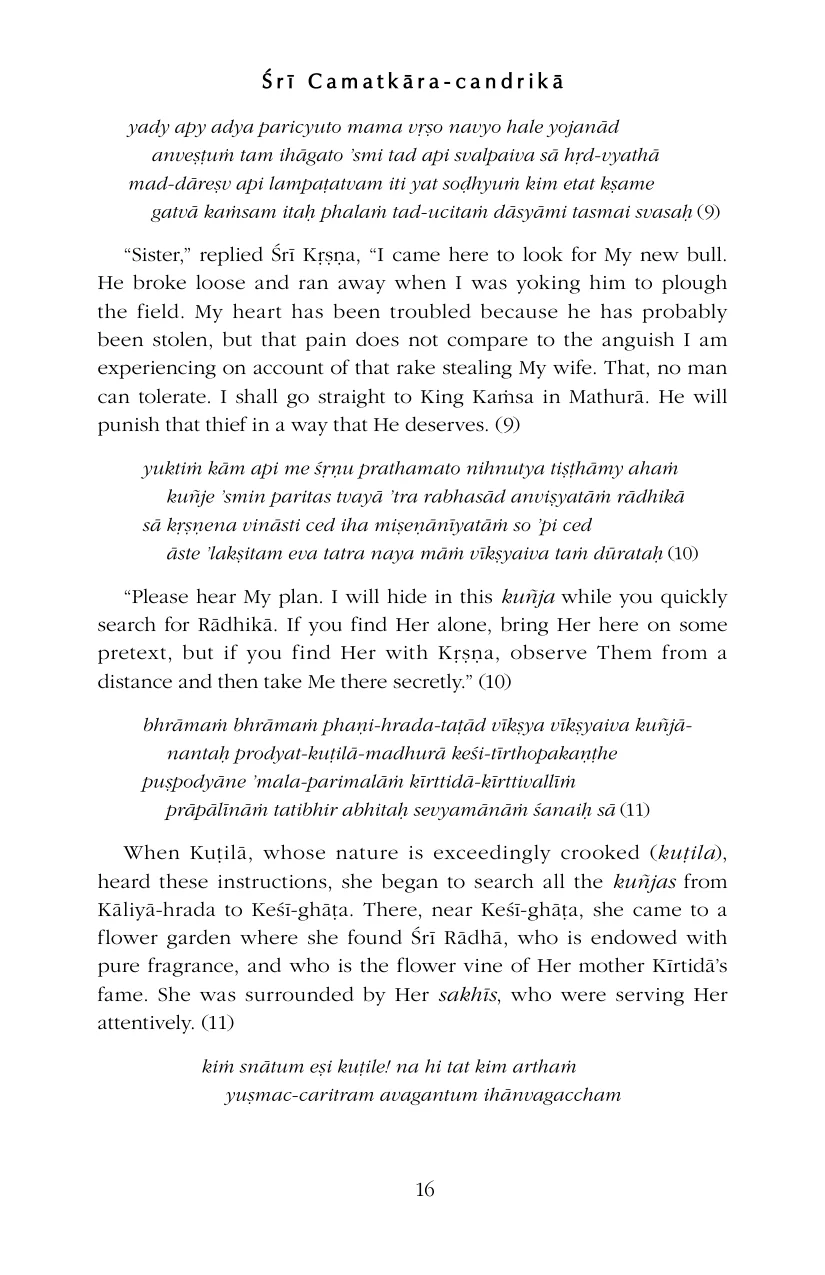 Śrī Camatkāra-candrikā
yady apy adya paricyuto mama vṛṣo navyo hale yojanād
anveṣṭuṁ tam ihāgato ’smi tad api svalpaiva sā hṛd-vyathā
mad-dāreṣv api lampaṭatvam iti yat soḍhyuṁ kim etat kṣame
gatvā kaṁsam itaḥ phalaṁ tad-ucitaṁ dāsyāmi tasmai svasaḥ (9)
“Sister,” replied Śrī Kṛṣṇa, “I came here to look for My new bull.
He broke loose and ran away when I was yoking him to plough
the field. My heart has been troubled because he has probably
been stolen, but that pain does not compare to the anguish I am
experiencing on account of that rake stealing My wife. That, no man
can tolerate. I shall go straight to King Kaṁsa in Mathurā. He will
punish that thief in a way that He deserves. (9)
yuktiṁ kām api me śṛṇu prathamato nihnutya tiṣṭhāmy ahaṁ
kuñje ’smin paritas tvayā ’tra rabhasād anviṣyatāṁ rādhikā
sā kṛṣṇena vināsti ced iha miṣeṇānīyatāṁ so ’pi ced
āste ’lakṣitam eva tatra naya māṁ vīkṣyaiva taṁ dūrataḥ (10)
“Please hear My plan. I will hide in this kuñja while you quickly
search for Rādhikā. If you find Her alone, bring Her here on some
pretext, but if you find Her with Kṛṣṇa, observe Them from a
distance and then take Me there secretly.” (10)
bhrāmaṁ bhrāmaṁ phaṇi-hrada-taṭād vīkṣya vīkṣyaiva kuñjā-
nantaḥ prodyat-kuṭilā-madhurā keśi-tīrthopakaṇṭhe
puṣpodyāne ’mala-parimalāṁ kīrttidā-kīrttivallīṁ
prāpālīnāṁ tatibhir abhitaḥ sevyamānāṁ śanaiḥ sā (11)
When Kuṭilā, whose nature is exceedingly crooked (kuṭila),
heard these instructions, she began to search all the kuñjas from
Kāliyā-hrada to Keśī-ghāṭa. There, near Keśī-ghāṭa, she came to a
flower garden where she found Śrī Rādhā, who is endowed with
pure fragrance, and who is the flower vine of Her mother Kīrtidā’s
fame. She was surrounded by Her sakhīs, who were serving Her
attentively. (11)
kiṁ snātum eṣi kuṭile! na hi tat kim arthaṁ
yuṣmac-caritram avagantum ihānvagaccham
16